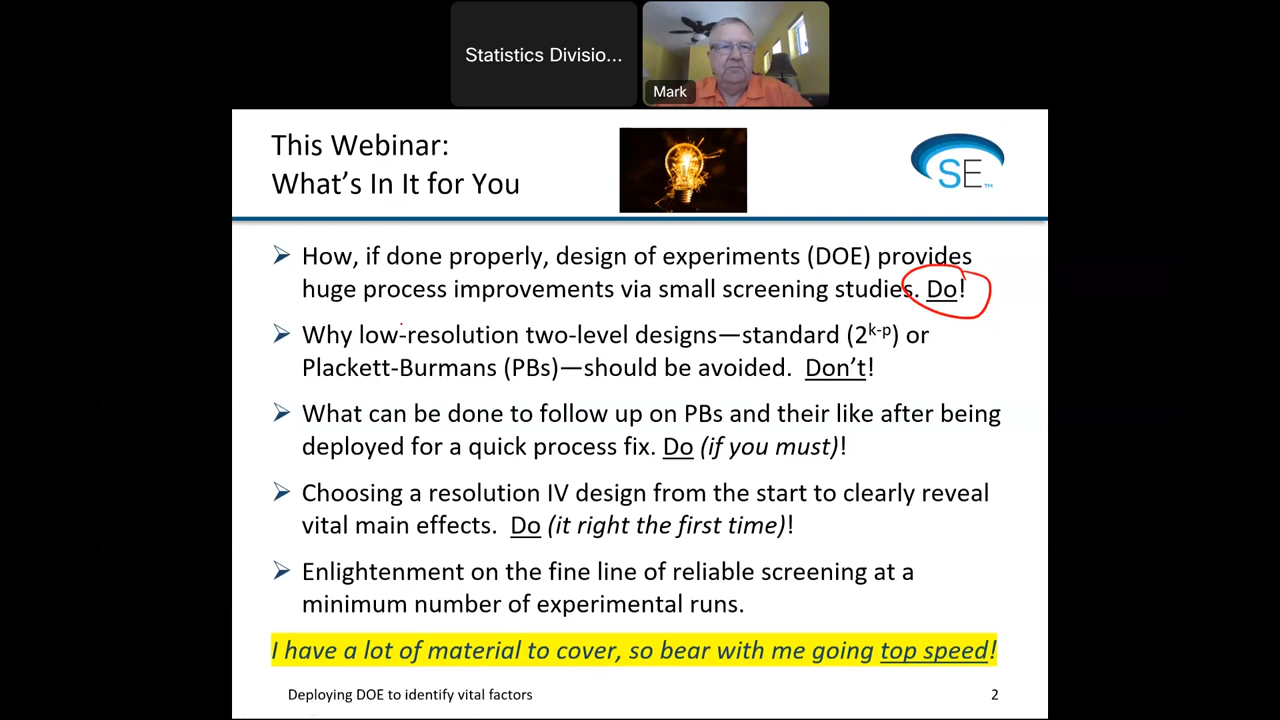 Statistics Divisio...
Mark
This Webinar:
What's In It for You
SE™
How, if done properly, design of experiments (DOE) provides
huge process improvements via small screening studies. Do!
Why low-resolution two-level designs—standard (2^k-p) or
Plackett-Burmans (PBs)—should be avoided. Don't!
What can be done to follow up on PBs and their like after being
deployed for a quick process fix. Do (if you must)!
Choosing a resolution IV design from the start to clearly reveal
vital main effects. Do (it right the first time)!
Enlightenment on the fine line of reliable screening at a
minimum number of experimental runs.
I have a lot of material to cover, so bear with me going top speed!
Deploying DOE to identify vital factors
2